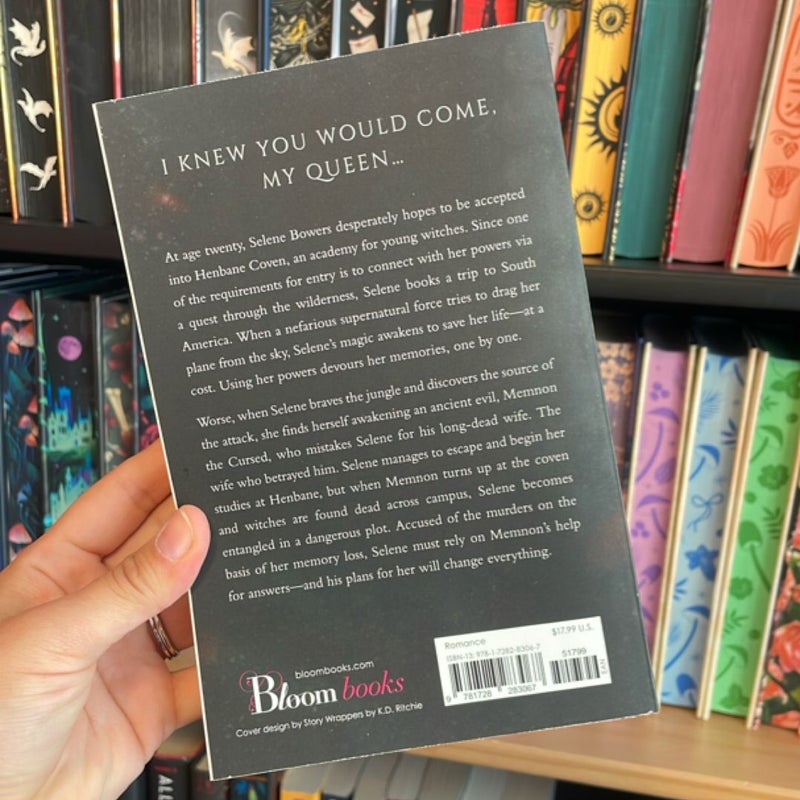 I KNEW YOU WOULD COME,
MY QUEEN...
At age twenty, Selene Bowers desperately hopes to be accepted
into Henbane Coven, an academy for young witches. Since one
of the requirements for entry is to connect with her powers via
a quest through the wilderness, Selene books a trip to South
America. When a nefarious supernatural force tries to drag her
plane from the sky, Selene's magic awakens to save her life—at a
cost. Using her powers devours her memories, one by one.
Worse, when Selene braves the jungle and discovers the source of
the attack, she finds herself awakening an ancient evil, Memnon
the Cursed, who mistakes Selene for his long-dead wife. The
wife who betrayed him. Selene manages to escape and begin her
studies at Henbane, but when Memnon turns up at the coven
and witches are found dead across campus, Selene becomes
entangled in a dangerous plot. Accused of the murders on the
basis of her memory loss, Selene must rely on Memnon's help
for answers—and his plans for her will change everything.
bloombooks.com
Bloom books
Cover design by Story Wrappers by K.D. Ritchie
Romance
$17.99 U.S.
ISBN-13: 978-1-7282-8306-7
51799
9 781728 283067
EAN